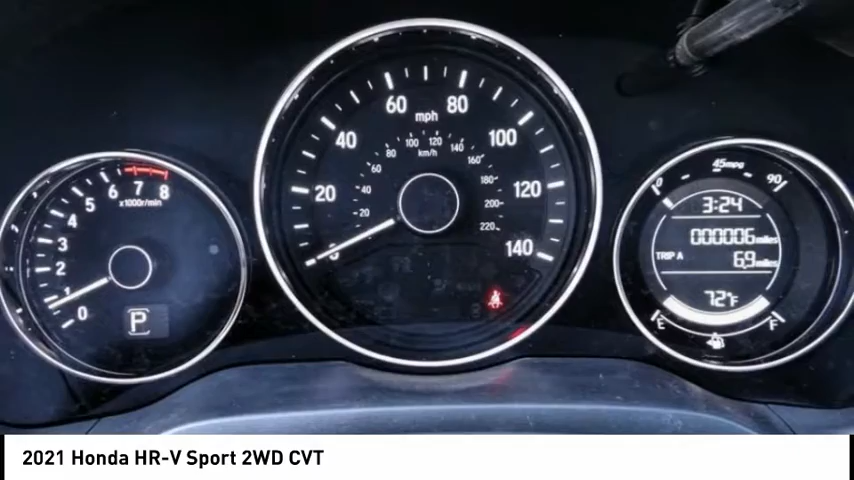 0 1 2 3 4 5 6 7 8
x1000r/min
P
0 20 40 60 80 100 120 140
mph
20 40 60 80 100 120 140 160 180 200 220
km/h
0 45mpg 90
3:24
000006 miles
TRIP A 6.9 miles
72°F
E F
2021 Honda HR-V Sport 2WD CVT